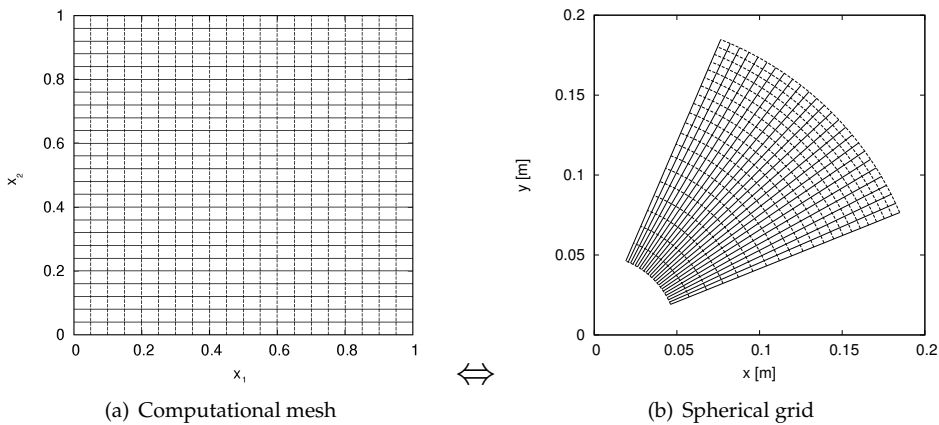 1
0.8
0.6
0.4
0.2
0
x2
0 0.2 0.4 0.6 0.8 1
x1
(a) Computational mesh
⇔
0.2
0.15
0.1
0.05
0
y [m]
0 0.05 0.1 0.15 0.2
x [m]
(b) Spherical grid